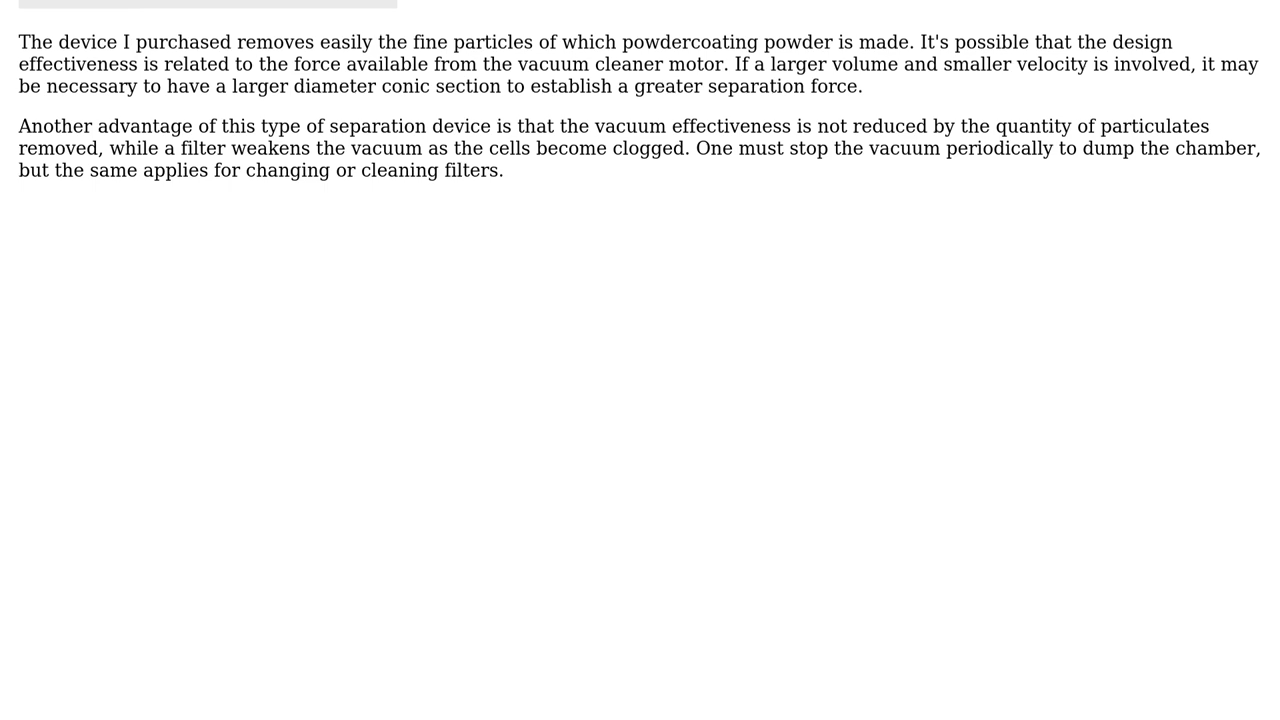 The device I purchased removes easily the fine particles of which powdercoating powder is made. It's possible that the design
effectiveness is related to the force available from the vacuum cleaner motor. If a larger volume and smaller velocity is involved, it may
be necessary to have a larger diameter conic section to establish a greater separation force.
Another advantage of this type of separation device is that the vacuum effectiveness is not reduced by the quantity of particulates
removed, while a filter weakens the vacuum as the cells become clogged. One must stop the vacuum periodically to dump the chamber,
but the same applies for changing or cleaning filters.